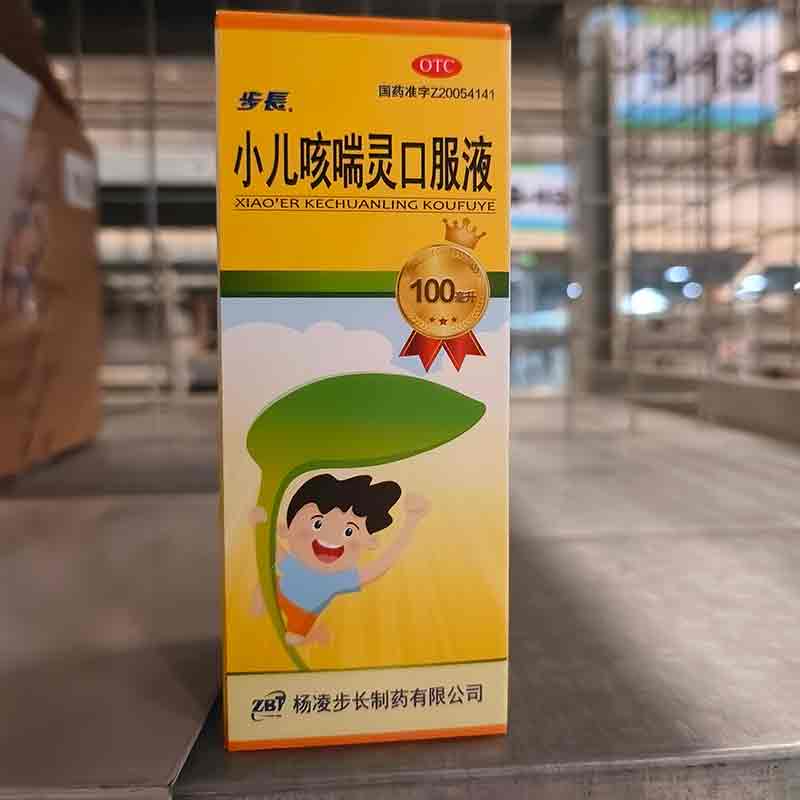 OTC
国药准字Z20054141
步長
小儿咳喘灵口服液
XIAO'ER KECHUANLING KOUFUYE
100毫升
ZBT 杨凌步长制药有限公司